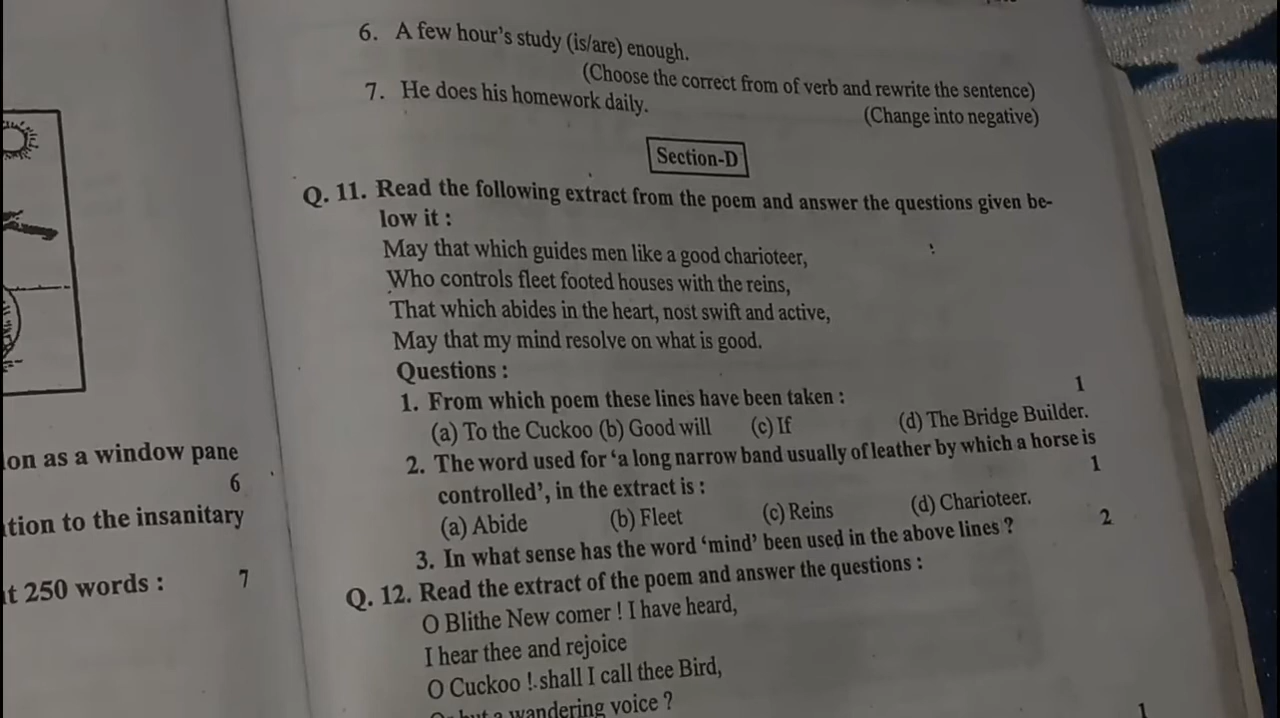 6. A few hour's study (is/are) enough.
(Choose the correct from of verb and rewrite the sentence)
7. He does his homework daily.
(Change into negative)
Section-D
Q. 11. Read the following extract from the poem and answer the questions given be-
low it :
May that which guides men like a good charioteer,
Who controls fleet footed houses with the reins,
That which abides in the heart, nost swift and active,
May that my mind resolve on what is good.
Questions :
1. From which poem these lines have been taken : 1
(a) To the Cuckoo (b) Good will (c) If (d) The Bridge Builder.
2. The word used for 'a long narrow band usually of leather by which a horse is
controlled', in the extract is : 1
(a) Abide (b) Fleet (c) Reins (d) Charioteer.
3. In what sense has the word 'mind' been used in the above lines ? 2
Q. 12. Read the extract of the poem and answer the questions :
O Blithe New comer ! I have heard,
I hear thee and rejoice
O Cuckoo ! shall I call thee Bird,
Or but a wandering voice ?
1
on as a window pane
6
tion to the insanitary
t 250 words : 7